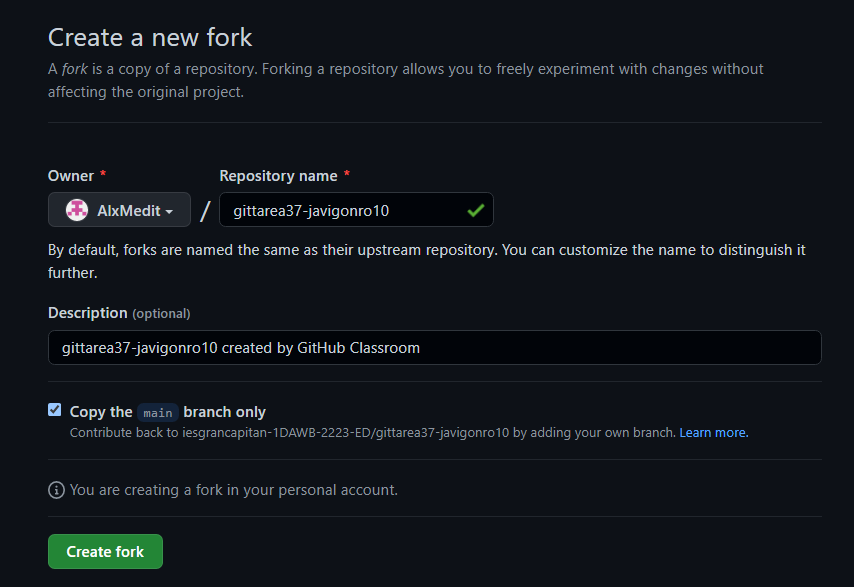 Create a new fork
A fork is a copy of a repository. Forking a repository allows you to freely experiment with changes without
affecting the original project.
Owner * Repository name *
AlxMedit / gittarea37-javigonro10
By default, forks are named the same as their upstream repository. You can customize the name to distinguish it
further.
Description (optional)
gittarea37-javigonro10 created by GitHub Classroom
Copy the main branch only
Contribute back to iesgrancapitan-1DAWB-2223-ED/gittarea37-javigonro10 by adding your own branch. Learn more.
You are creating a fork in your personal account.
Create fork